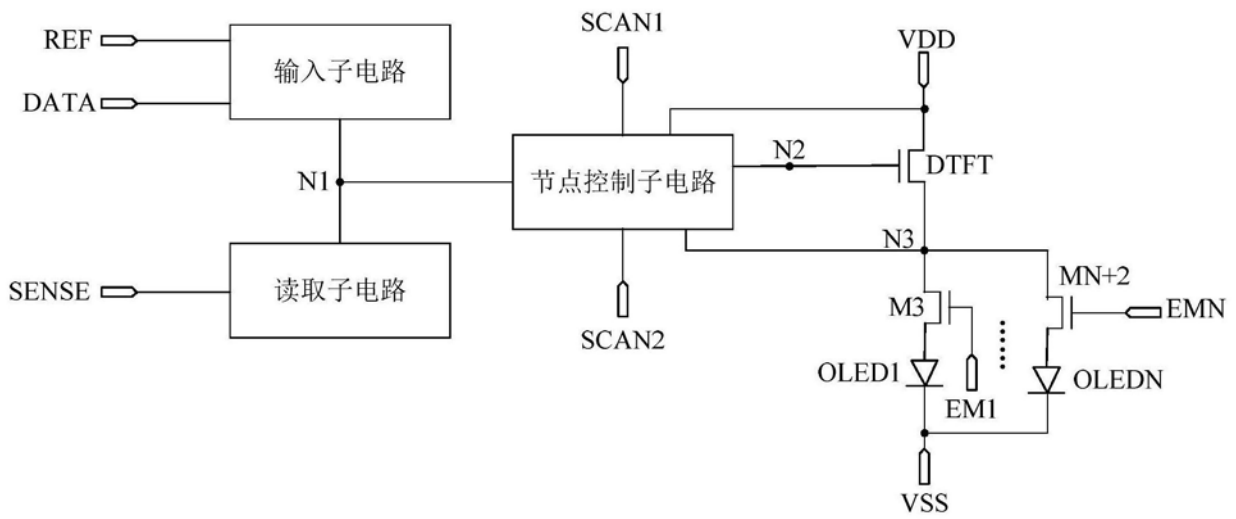 SCAN1
VDD
REF
输入子电路
DATA
N2
DTFT
N1
节点控制子电路
N3
MN+2
SENSE
读取子电路
M3
EMN
SCAN2
OLED1
OLEDN
EM1
VSS